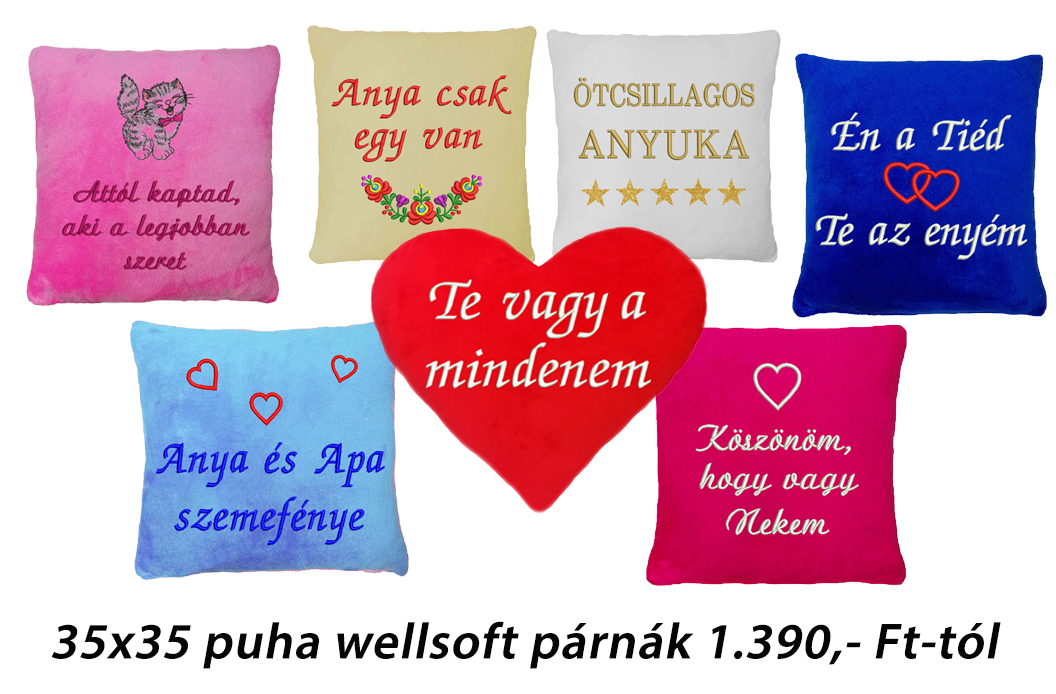 Attól kaptad,
aki a legjobban
szeret
Anya csak
egy van
ÖTCSILLAGOS
ANYUKA
Én a Tiéd
Te az enyém
Anya és Apa
szemefénye
Te vagy a
mindenem
Köszönöm,
hogy vagy
Nekem
35x35 puha wellsoft párnák 1.390,- Ft-tól